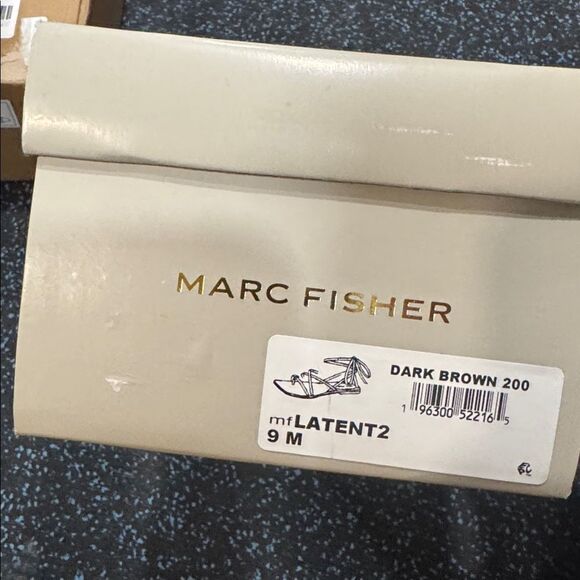 MARC FISHER
DARK BROWN 200
1 96300 52216 5
mfLATENT2
9 M